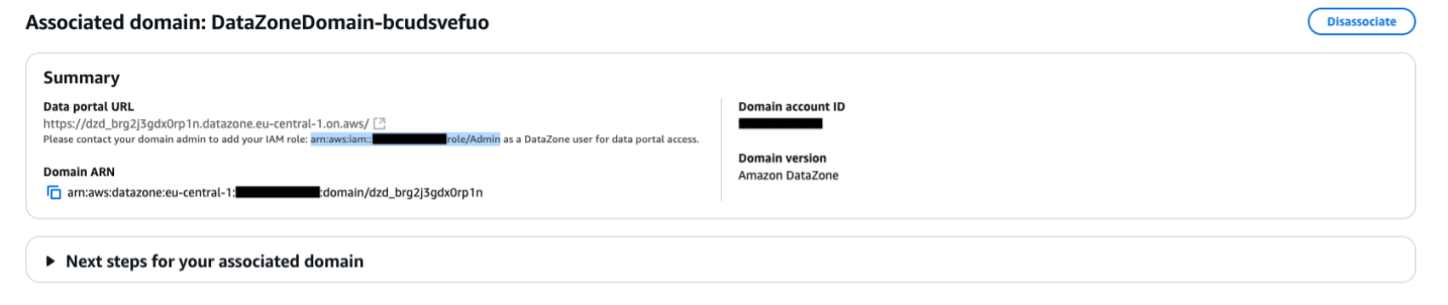 Associated domain: DataZoneDomain-bcudsvefuo
Disassociate
Summary
Data portal URL
https://dzd_brg2j3gdx0rp1n.datazone.eu-central-1.on.aws/
Please contact your domain admin to add your IAM role: arn:aws:iam:: role/Admin as a DataZone user for data portal access.
Domain ARN
arn:aws:datazone:eu-central-1: :domain/dzd_brg2j3gdx0rp1n
Domain account ID
Domain version
Amazon DataZone
Next steps for your associated domain